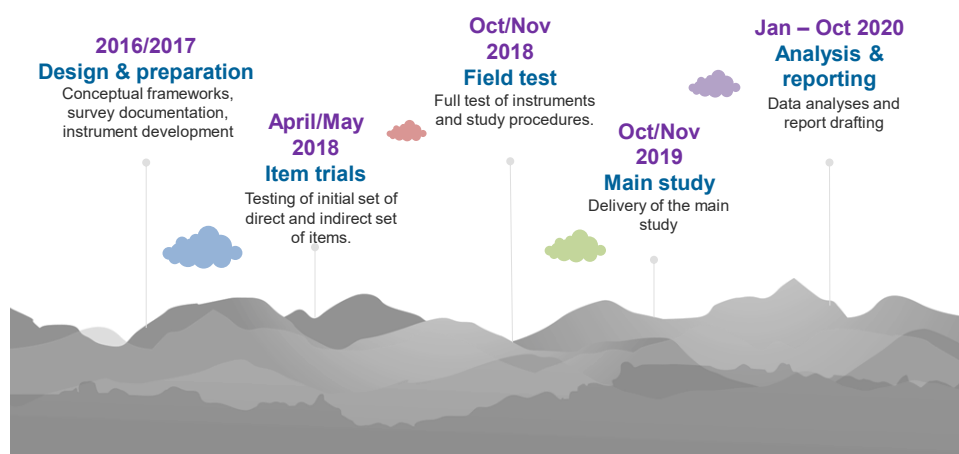 2016/2017
Design & preparation
Conceptual frameworks,
survey documentation,
instrument development
April/May
2018
Item trials
Testing of initial set of
direct and indirect set
of items.
Oct/Nov
2018
Field test
Full test of instruments
and study procedures.
Oct/Nov
2019
Main study
Delivery of the main
study
Jan – Oct 2020
Analysis &
reporting
Data analyses and
report drafting